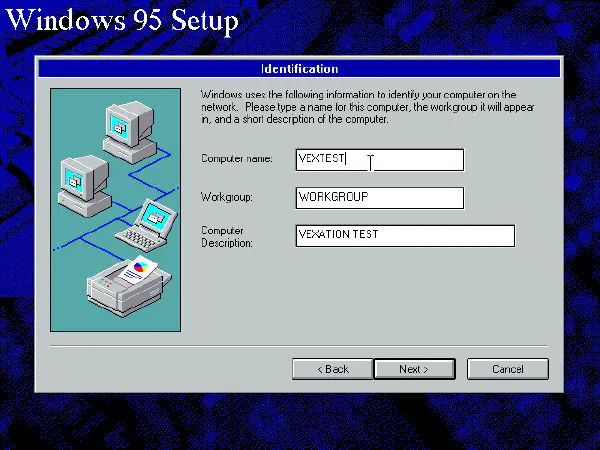 Windows 95 Setup
Identification
Windows uses the following information to identify your computer on the
network. Please type a name for this computer, the workgroup it will appear
in, and a short description of the computer.
Computer name: VEXTEST
Workgroup: WORKGROUP
Computer
Description: VEXATION TEST
< Back Next > Cancel